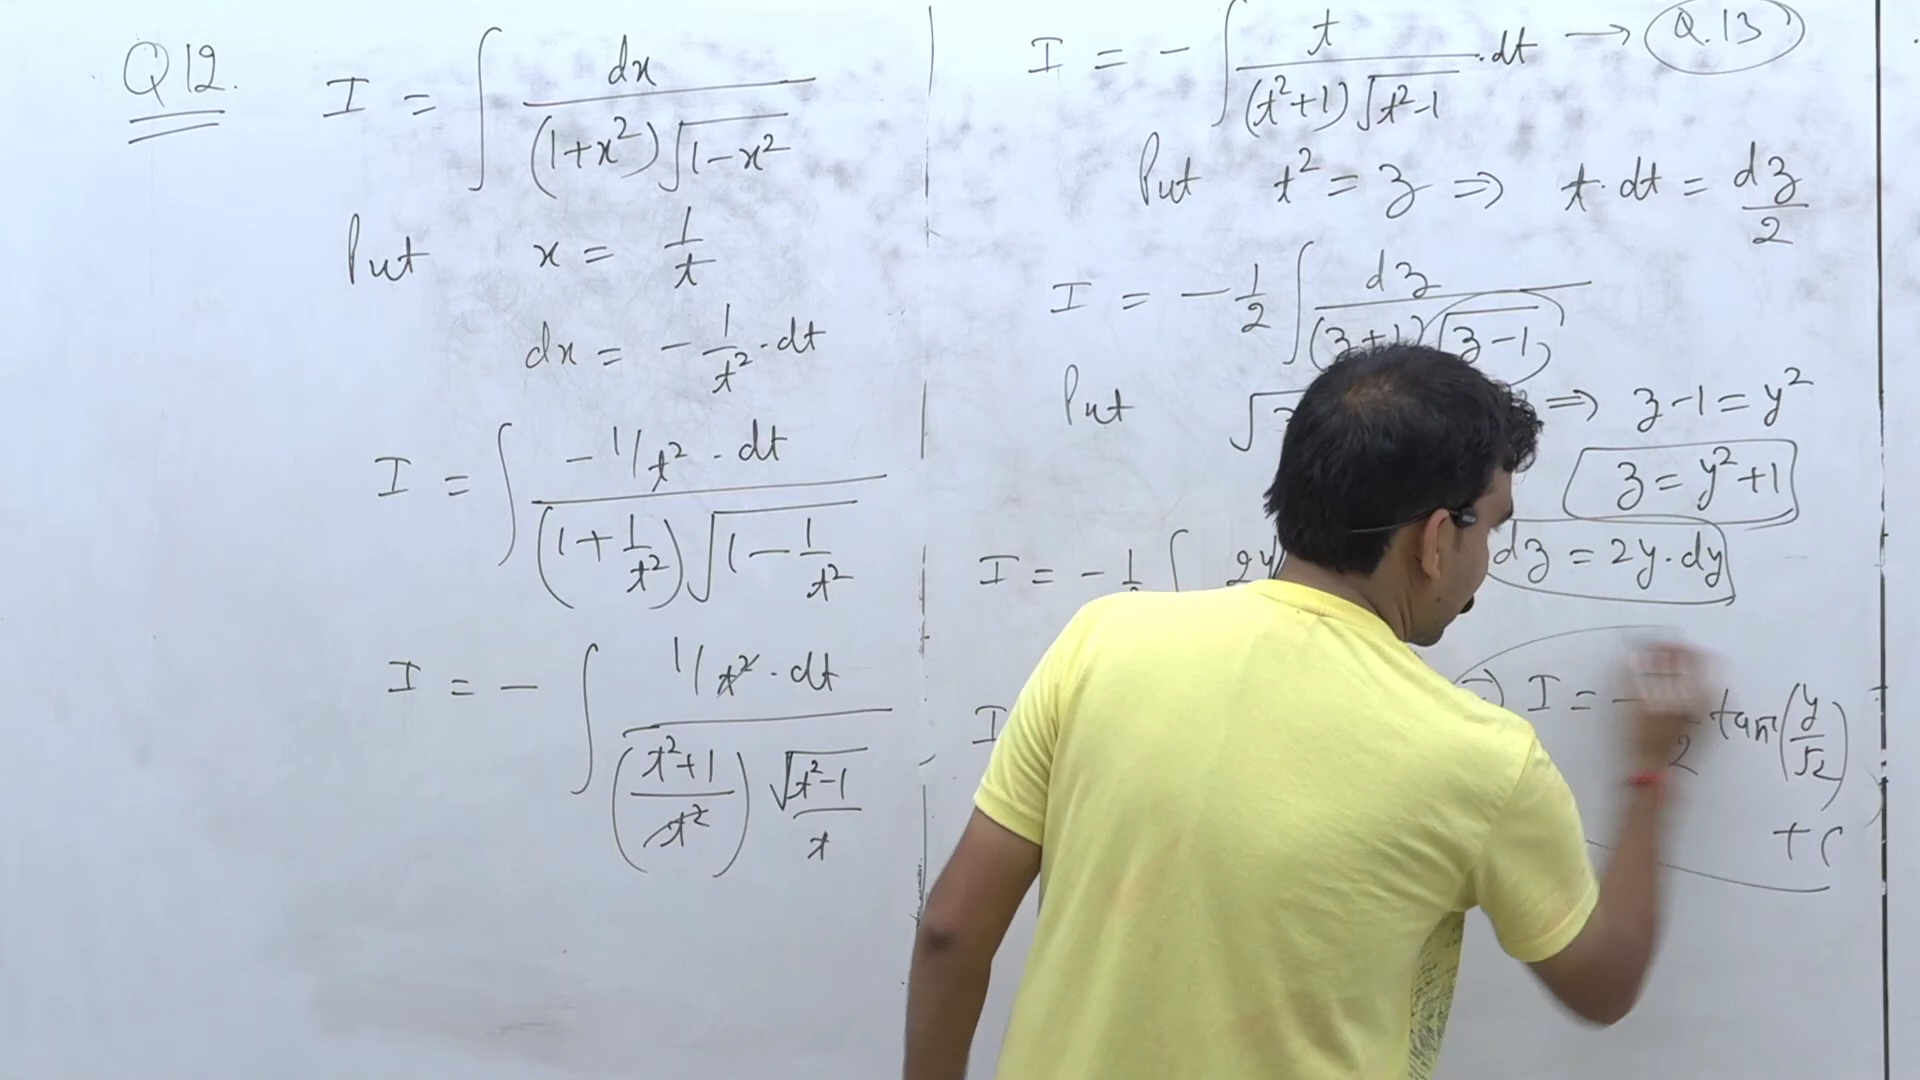 Q12. I = ∫ dx / (1+x²)√(1-x²)
Put x = 1/t
dx = -1/t² · dt
I = ∫ -1/t² · dt / (1+1/t²)√(1-1/t²)
I = - ∫ 1/t² · dt / ((t²+1)/t²) √(t²-1)/t
I = - ∫ t / (t²+1)√(t²-1) · dt → Q.13
Put t² = z ⇒ t · dt = dz/2
I = -1/2 ∫ dz / (z+1)√(z-1)
Put √ ⇒ z-1 = y²
z = y²+1
I = - ∫ 2y dz = 2y·dy
I ⇒ I = 2 tan (y/√2)
+ C